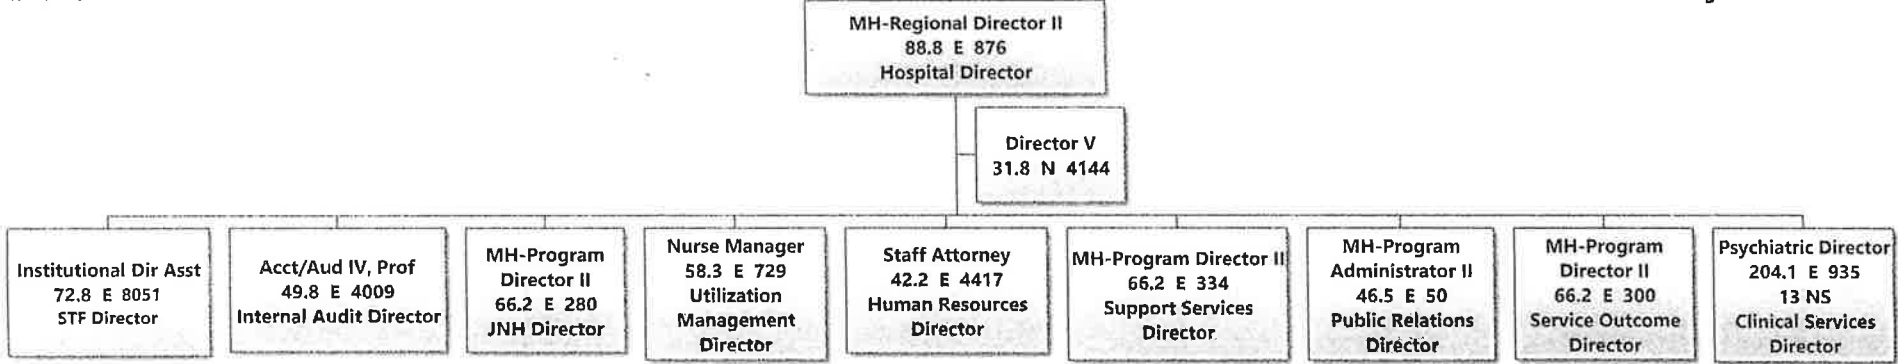 MH-Regional Director II
88.8 E 876
Hospital Director
Director V
31.8 N 4144
Institutional Dir Asst
72.8 E 8051
STF Director
Acct/Aud IV, Prof
49.8 E 4009
Internal Audit Director
MH-Program
Director II
66.2 E 280
JNH Director
Nurse Manager
58.3 E 729
Utilization
Management
Director
Staff Attorney
42.2 E 4417
Human Resources
Director
MH-Program Director II
66.2 E 334
Support Services
Director
MH-Program
Administrator II
46.5 E 50
Public Relations
Director
MH-Program
Director II
66.2 E 300
Service Outcome
Director
Psychiatric Director
204.1 E 935
13 NS
Clinical Services
Director